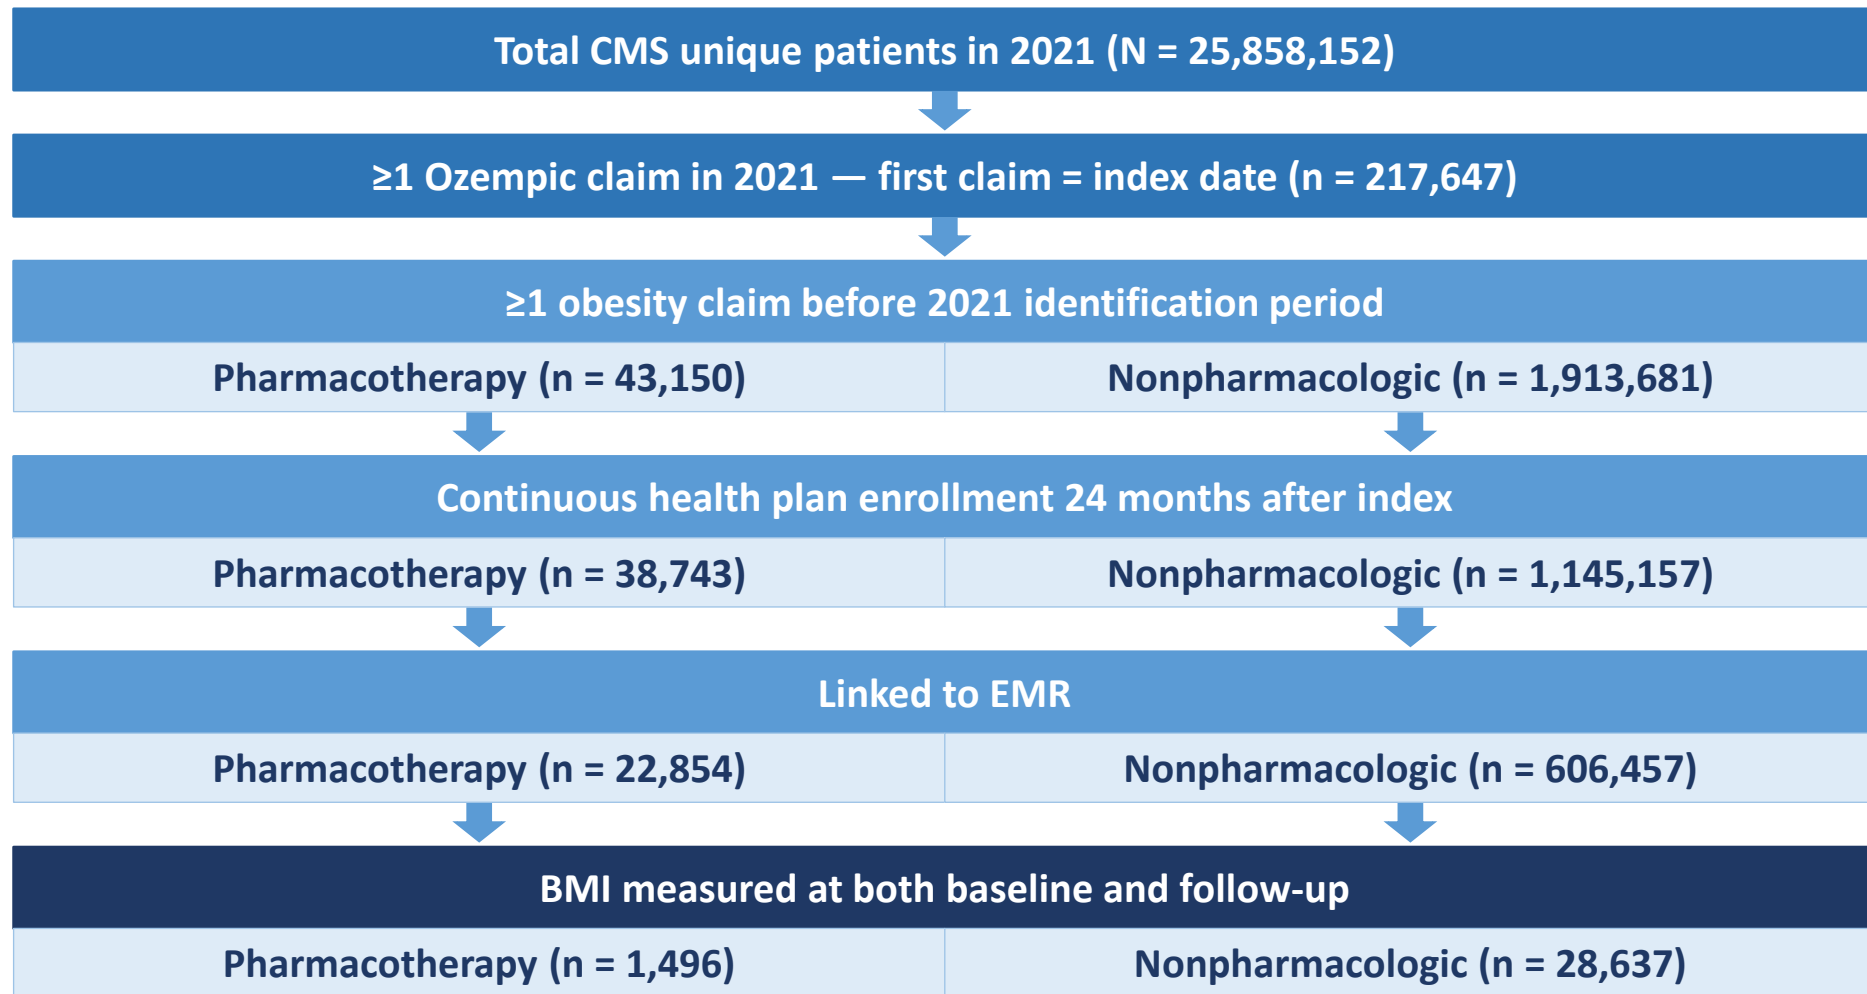 Total CMS unique patients in 2021 (N = 25,858,152)
≥1 Ozempic claim in 2021 — first claim = index date (n = 217,647)
≥1 obesity claim before 2021 identification period
Pharmacotherapy (n = 43,150)
Nonpharmacologic (n = 1,913,681)
Continuous health plan enrollment 24 months after index
Pharmacotherapy (n = 38,743)
Nonpharmacologic (n = 1,145,157)
Linked to EMR
Pharmacotherapy (n = 22,854)
Nonpharmacologic (n = 606,457)
BMI measured at both baseline and follow-up
Pharmacotherapy (n = 1,496)
Nonpharmacologic (n = 28,637)